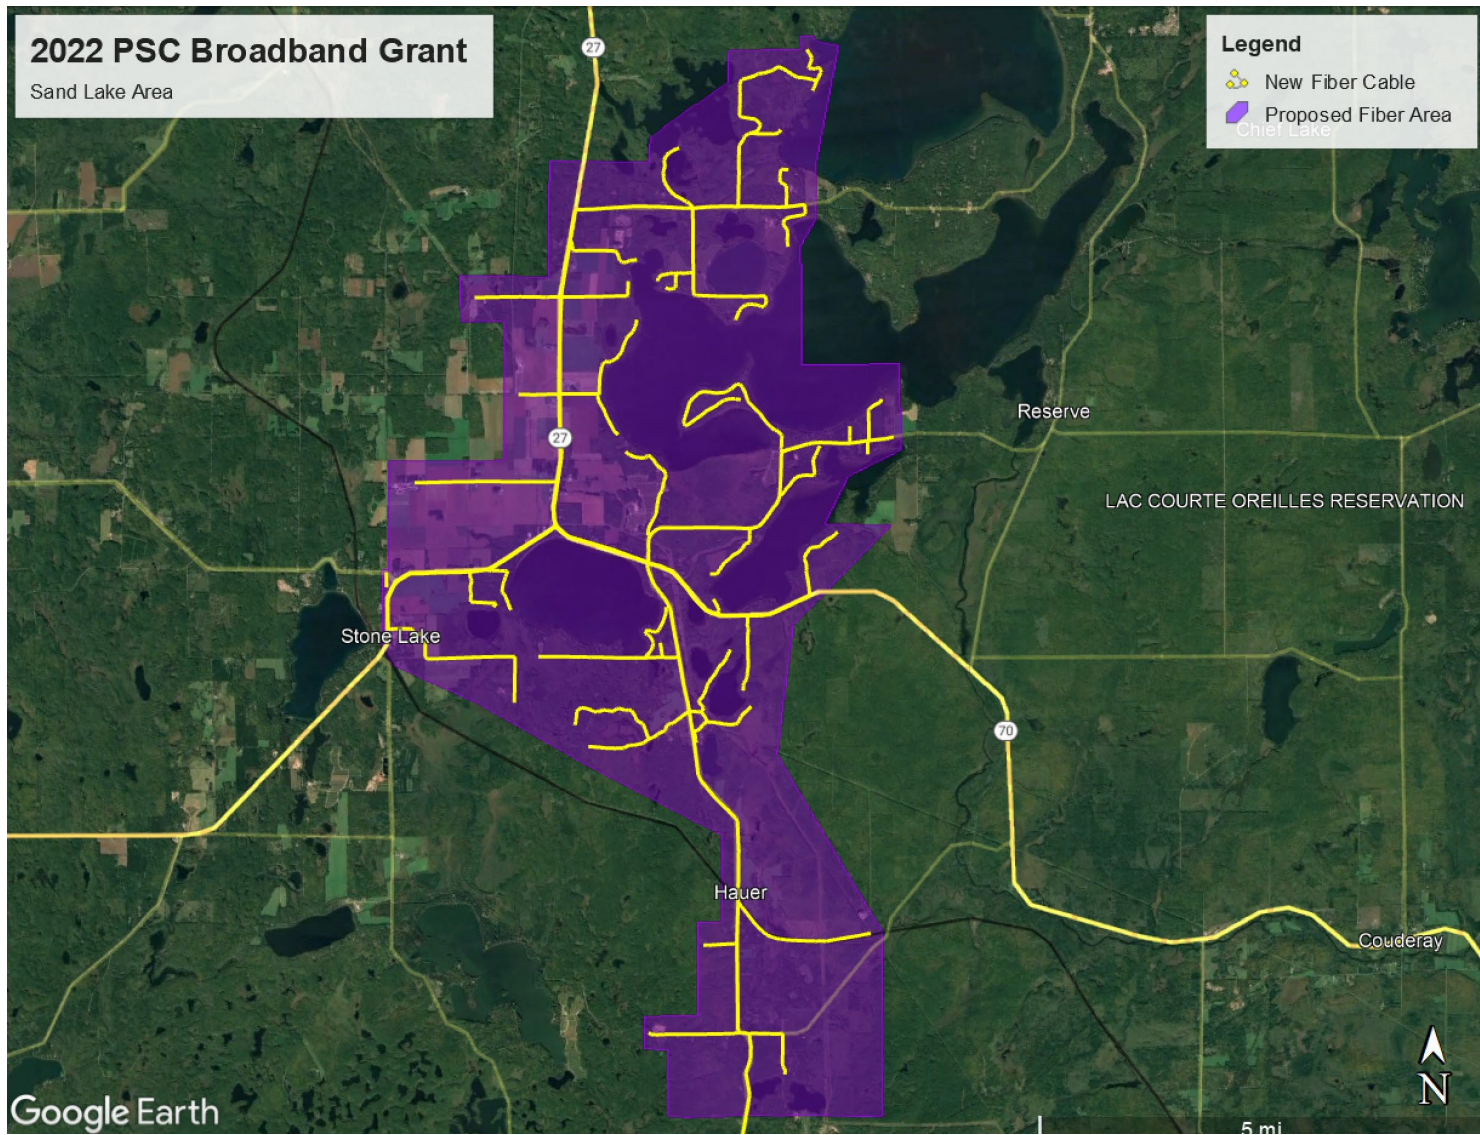 2022 PSC Broadband Grant
Sand Lake Area
27
Legend
New Fiber Cable
Proposed Fiber Area
Chief Lake
Reserve
27
LAC COURTE OREILLES RESERVATION
Stone Lake
70
Hauer
Couderay
N
Google Earth
5 mi